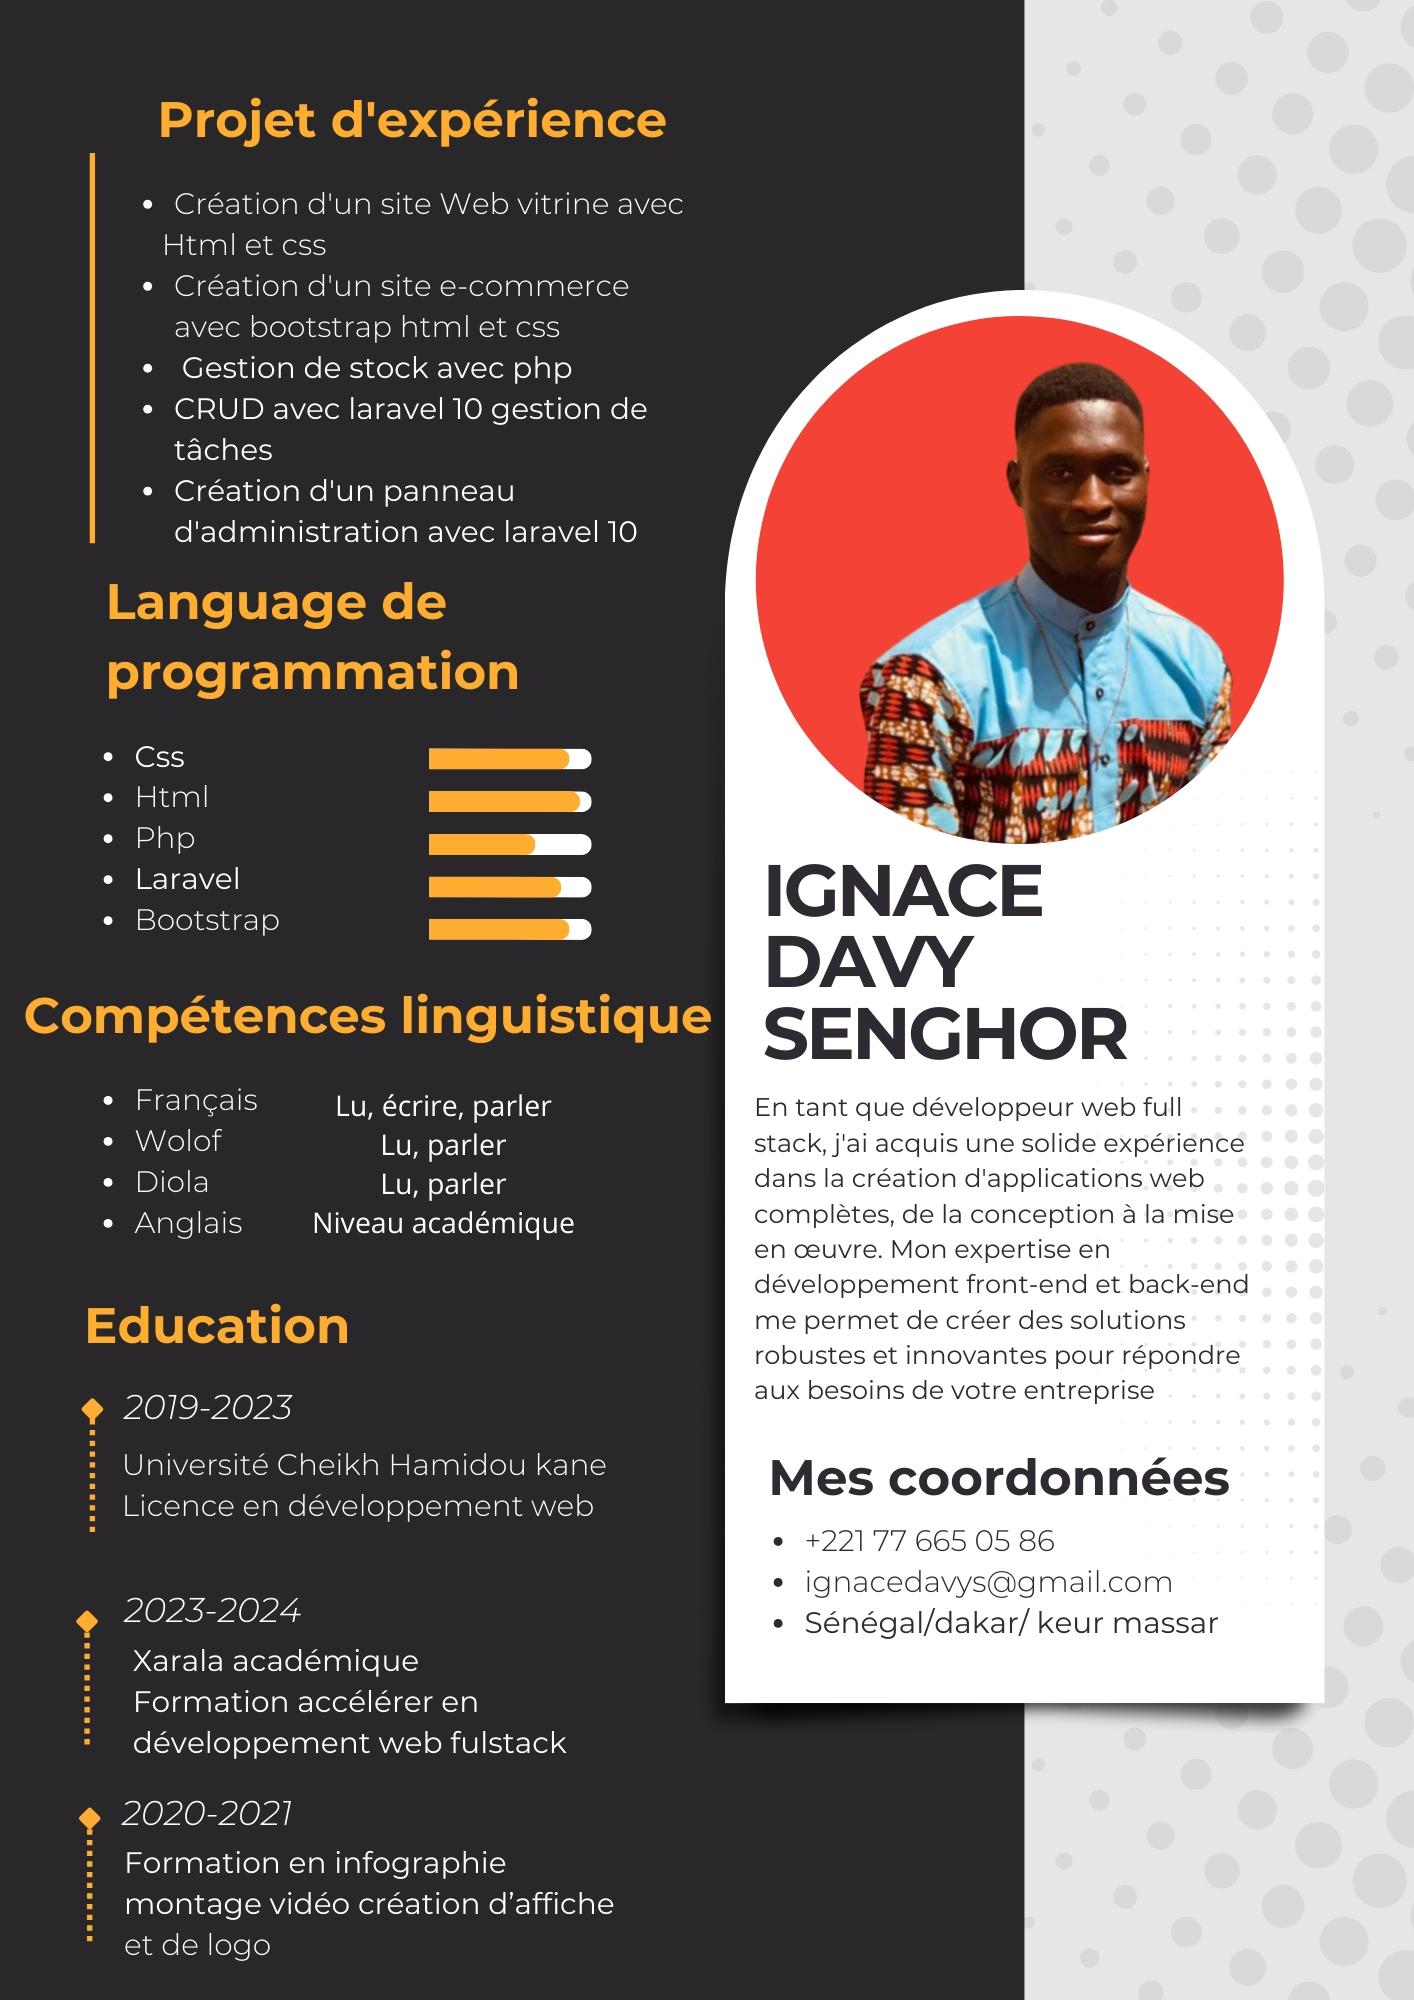 Projet d'expérience
Création d'un site Web vitrine avec
Html et css
Création d'un site e-commerce
avec bootstrap html et css
Gestion de stock avec php
CRUD avec laravel 10 gestion de
tâches
Création d'un panneau
d'administration avec laravel 10
Language de
programmation
Css
Html
Php
Laravel
Bootstrap
Compétences linguistique
Français Lu, écrire, parler
Wolof Lu, parler
Diola Lu, parler
Anglais Niveau académique
Education
2019-2023
Université Cheikh Hamidou kane
Licence en développement web
2023-2024
Xarala académique
Formation accélérer en
développement web fulstack
2020-2021
Formation en infographie
montage vidéo création d’affiche
et de logo
IGNACE
DAVY
SENGHOR
En tant que développeur web full
stack, j'ai acquis une solide expérience
dans la création d'applications web
complètes, de la conception à la mise
en œuvre. Mon expertise en
développement front-end et back-end
me permet de créer des solutions
robustes et innovantes pour répondre
aux besoins de votre entreprise
Mes coordonnées
+221 77 665 05 86
ignacedavys@gmail.com
Sénégal/dakar/ keur massar